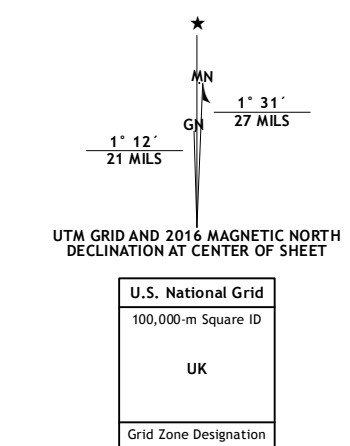 ★
MN
1° 31´
27 MILS
GN
1° 12´
21 MILS
UTM GRID AND 2016 MAGNETIC NORTH
DECLINATION AT CENTER OF SHEET
U.S. National Grid
100,000-m Square ID
UK
Grid Zone Designation